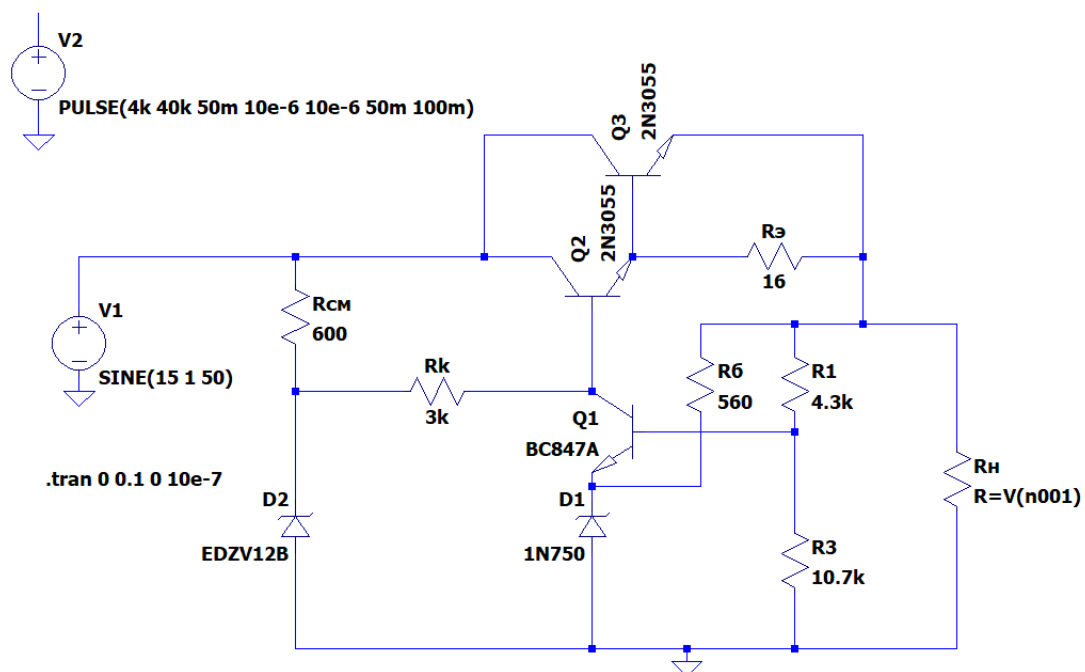 V2
PULSE(4k 40k 50m 10e-6 10e-6 50m 100m)
Q3
2N3055
Q2
2N3055
Rэ
16
V1
SINE(15 1 50)
Rсм
600
Rk
3k
Q1
BC847A
Rб
560
R1
4.3k
Rн
R=V(n001)
.tran 0 0.1 0 10e-7
D2
EDZV12B
D1
1N750
R3
10.7k